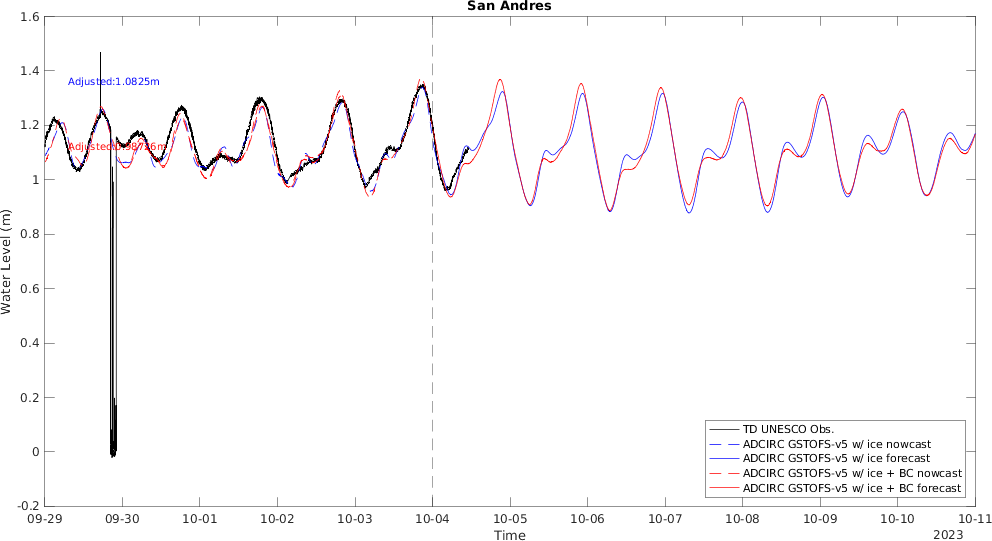 San Andres
1.6
1.4
1.2
1
0.8
0.6
0.4
0.2
0
-0.2
Water Level (m)
Adjusted:1.0825m
09-29
09-30
10-01
10-02
10-03
10-04
10-05
10-06
10-07
10-08
10-09
10-10
10-11
Time
2023
TD UNESCO Obs.
ADCIRC GSTOFS-v5 w/ ice nowcast
ADCIRC GSTOFS-v5 w/ ice forecast
ADCIRC GSTOFS-v5 w/ ice + BC nowcast
ADCIRC GSTOFS-v5 w/ ice + BC forecast